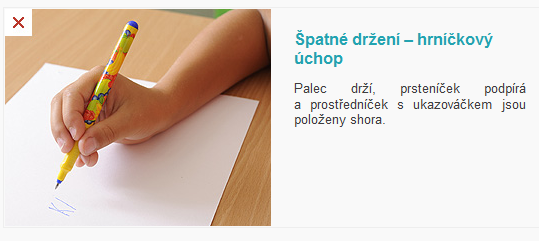 Špatné držení – hrníčkový
úchop
Palec drží, prsteníček podpírá
a prostředníček s ukazováčkem jsou
položeny shora.